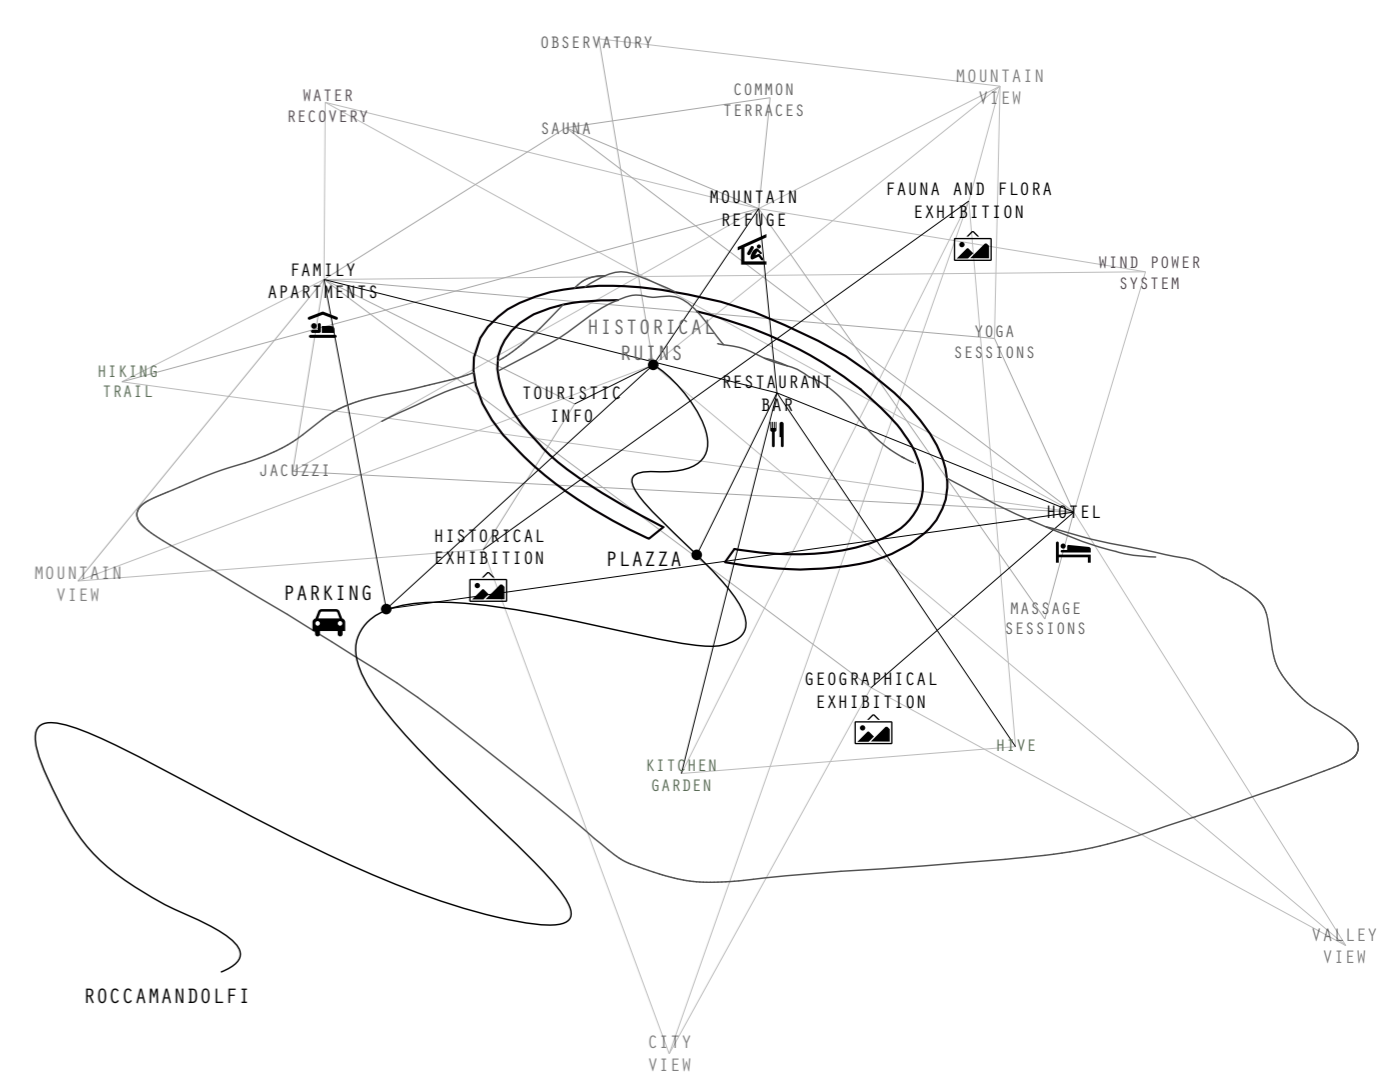 OBSERVATORY
MOUNTAIN
VIEW
WATER
RECOVERY
COMMON
TERRACES
SAUNA
MOUNTAIN
REFUGE
FAUNA AND FLORA
EXHIBITION
FAMILY
APARTMENTS
WIND POWER
SYSTEM
HISTORICAL
RUINS
YOGA
SESSIONS
HIKING
TRAIL
TOURISTIC
INFO
RESTAURANT
BAR
JACUZZI
HOTEL
HISTORICAL
EXHIBITION
PLAZZA
MOUNTAIN
VIEW
PARKING
MASSAGE
SESSIONS
GEOGRAPHICAL
EXHIBITION
HIVE
KITCHEN
GARDEN
VALLEY
VIEW
ROCCAMANDOLFI
CITY
VIEW